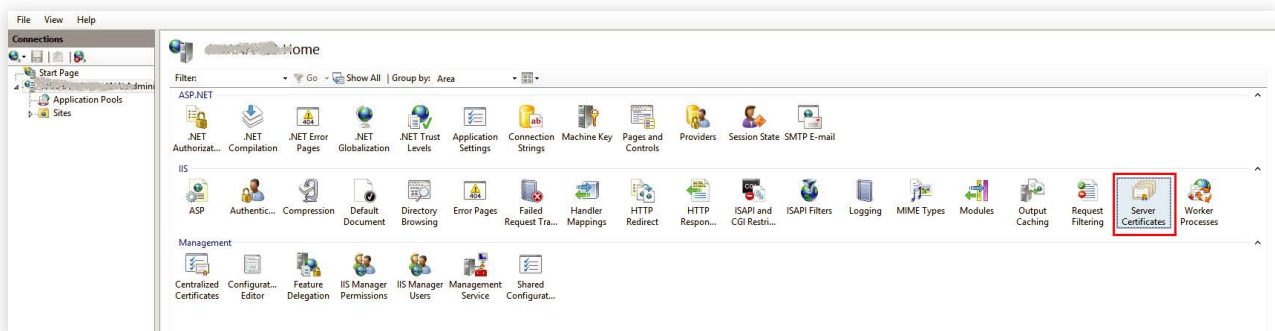 File View Help
Connections
Home
Start Page
Application Pools
Sites
Filter: Go Show All Group by: Area
ASP.NET
.NET Authorizat...
.NET Compilation
.NET Error Pages
.NET Globalization
.NET Trust Levels
Application Settings
Connection Strings
Machine Key
Pages and Controls
Providers
Session State
SMTP E-mail
IIS
ASP
Authentic...
Compression
Default Document
Directory Browsing
Error Pages
Failed Request Tra...
Handler Mappings
HTTP Redirect
HTTP Respon...
ISAPI and CGI Restri...
ISAPI Filters
Logging
MIME Types
Modules
Output Caching
Request Filtering
Server Certificates
Worker Processes
Management
Centralized Certificates
Configurat... Editor
Feature Delegation
IIS Manager Permissions
IIS Manager Users
Management Service
Shared Configurat...